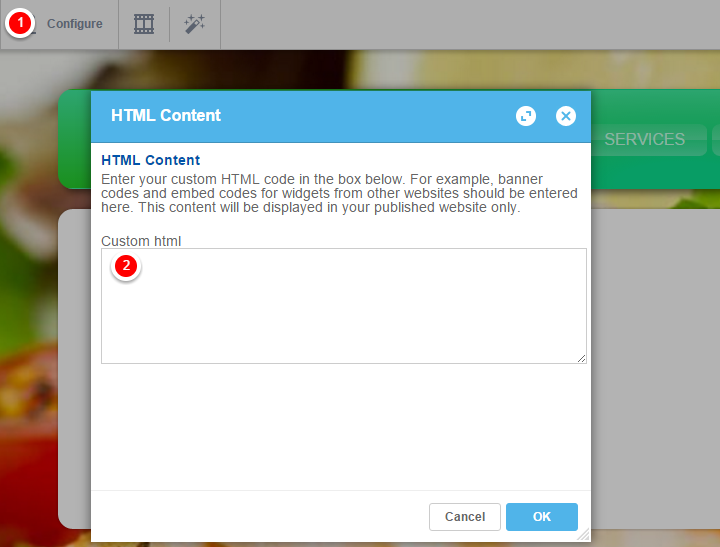 1 Configure
HTML Content
SERVICES
HTML Content
Enter your custom HTML code in the box below. For example, banner
codes and embed codes for widgets from other websites should be entered
here. This content will be displayed in your published website only.
Custom html
2
Cancel OK